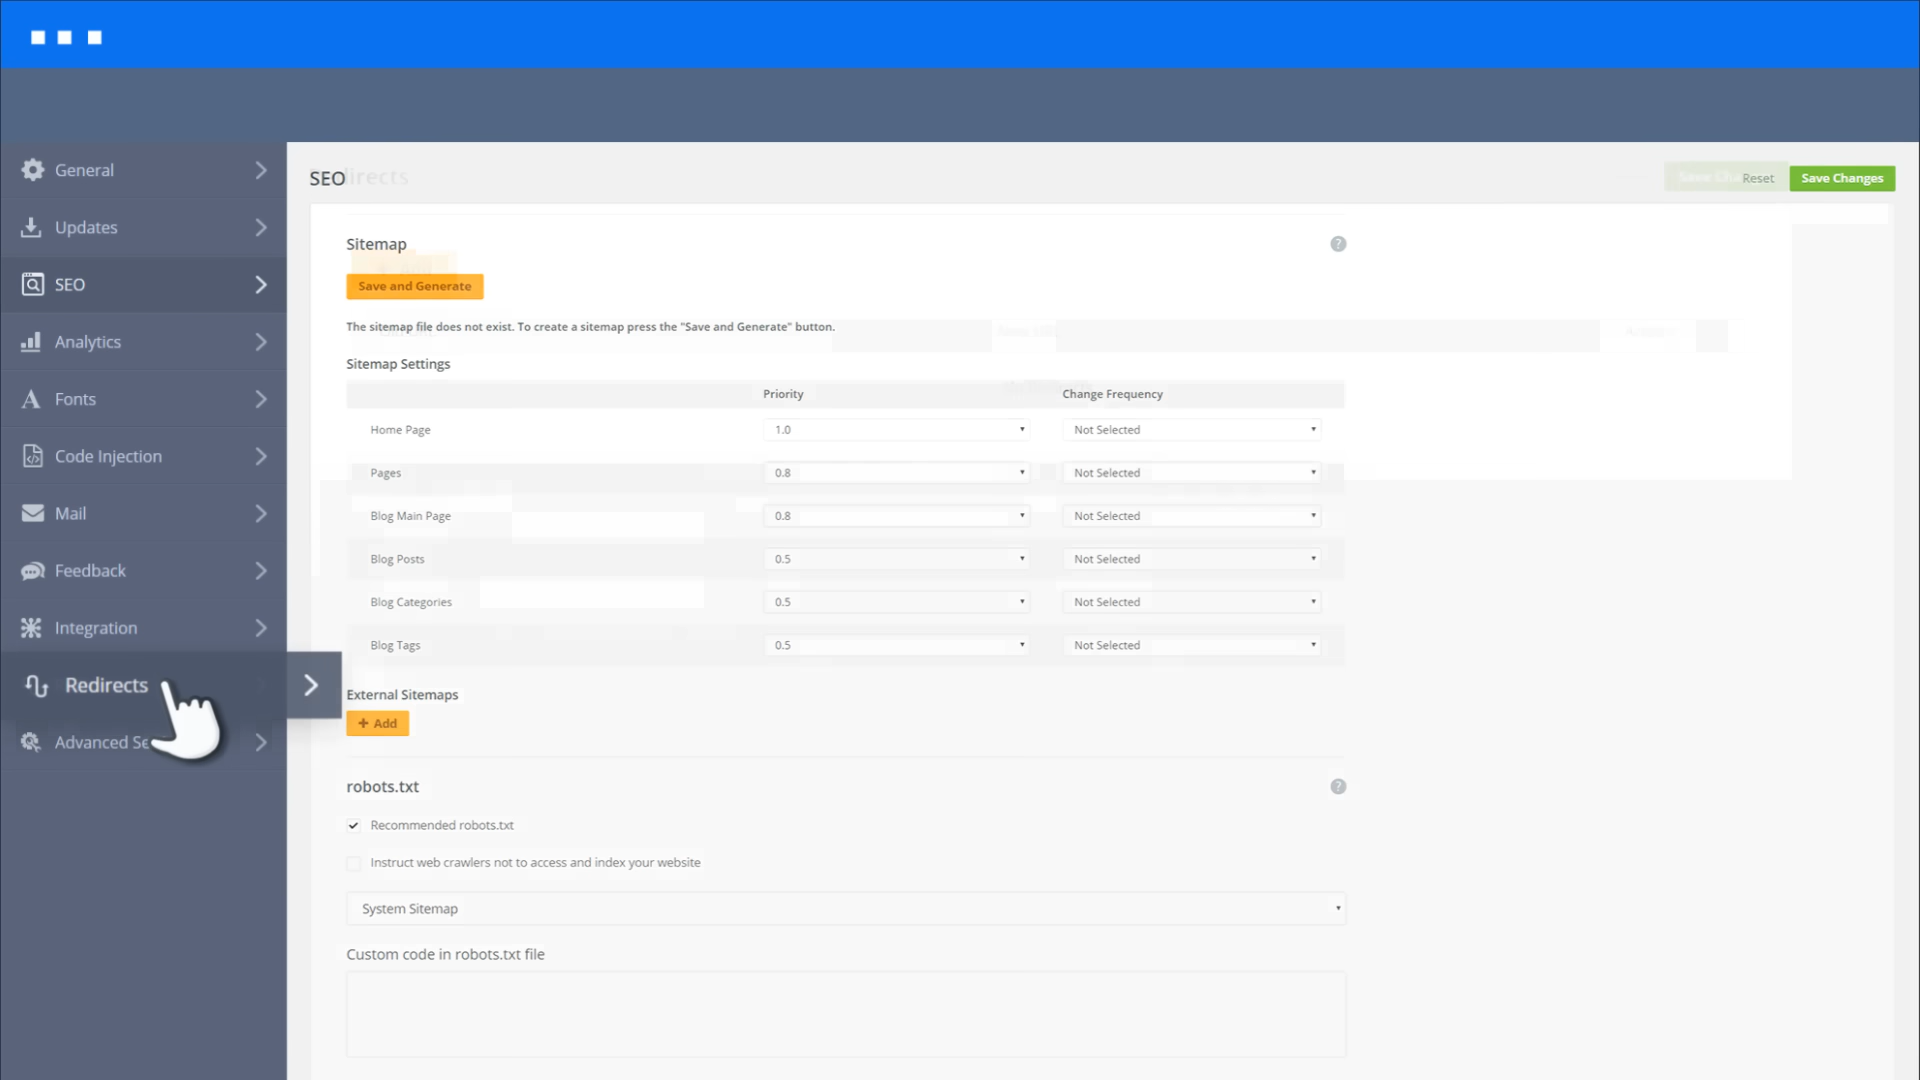 General
Updates
SEO
Analytics
Fonts
Code Injection
Mail
Feedback
Integration
Redirects
Advanced Se
SEO
Reset
Save Changes
Sitemap
Save and Generate
The sitemap file does not exist. To create a sitemap press the "Save and Generate" button.
Sitemap Settings
Priority Change Frequency
Home Page 1.0 Not Selected
Pages 0.8 Not Selected
Blog Main Page 0.8 Not Selected
Blog Posts 0.5 Not Selected
Blog Categories 0.5 Not Selected
Blog Tags 0.5 Not Selected
External Sitemaps
+ Add
robots.txt
Recommended robots.txt
Instruct web crawlers not to access and index your website
System Sitemap
Custom code in robots.txt file